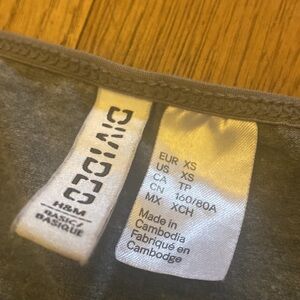 DIVIDED
H&M
BASICS
BASIQUE
EUR XS
US XS
CA TP
CN 160/80A
MX XCH
Made in
Cambodia
Fabriqué en
Cambodge